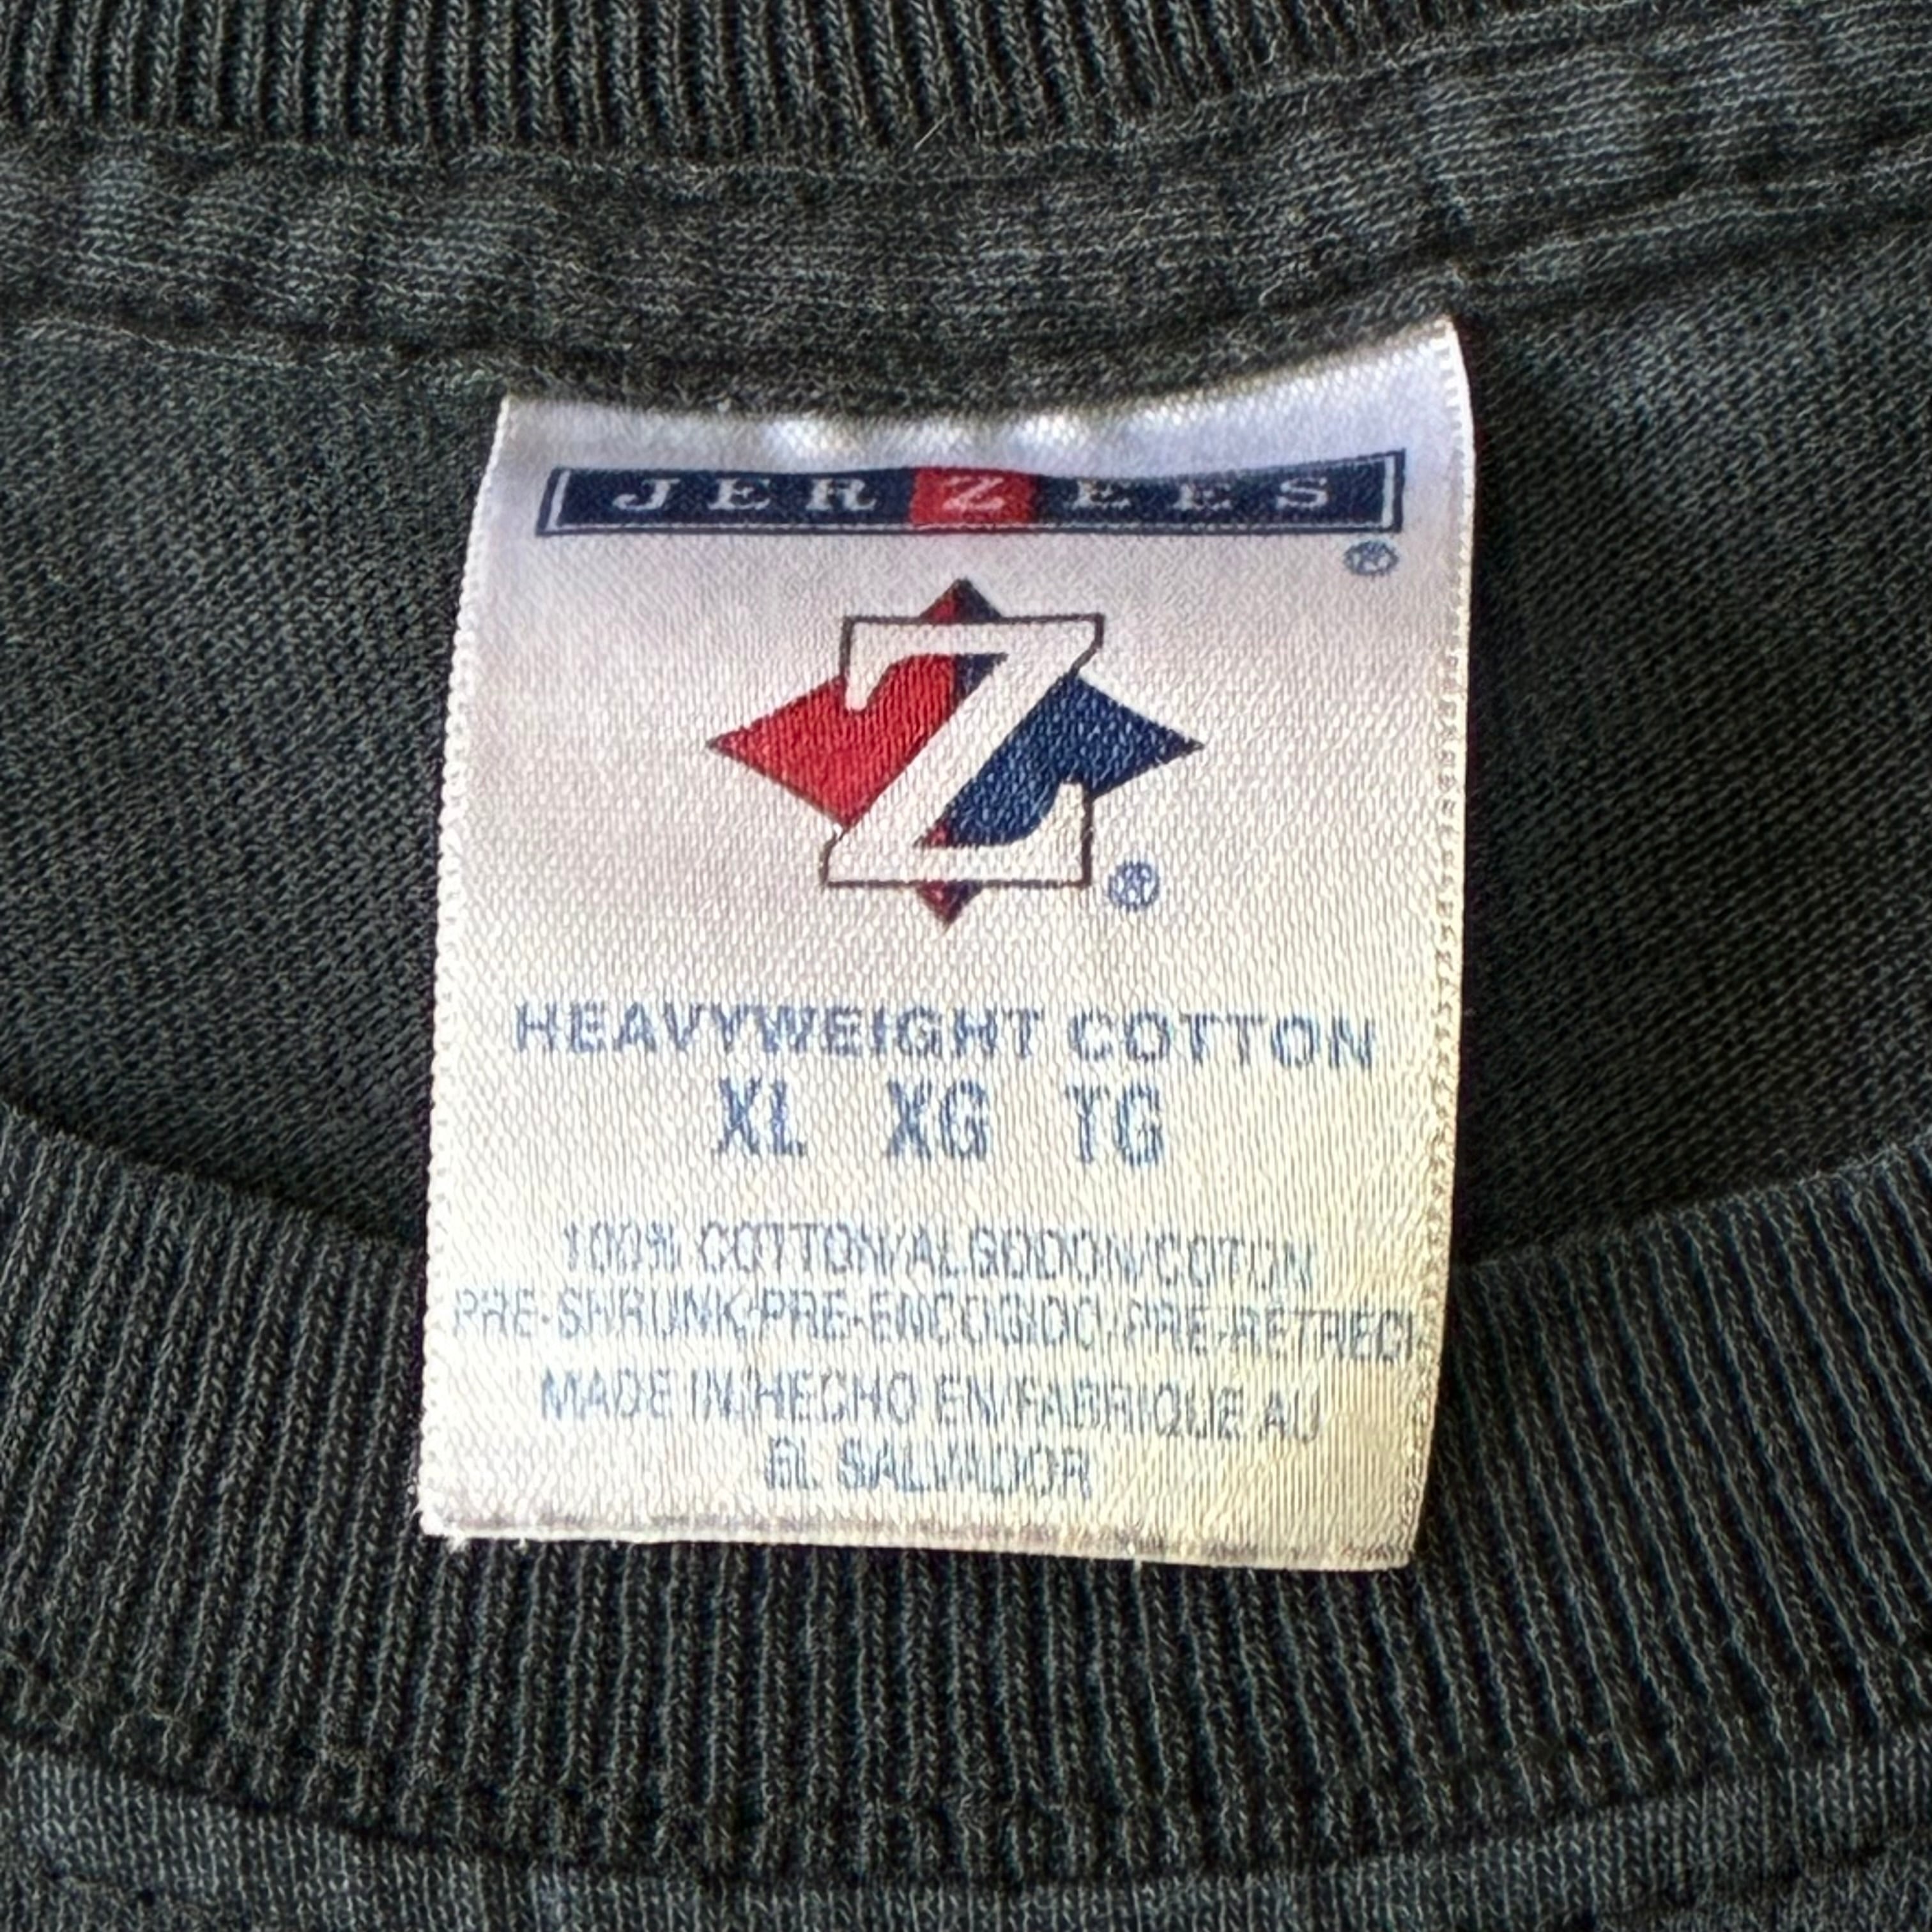 JERZEES
®
Z
®
HEAVYWEIGHT COTTON
XL XG TG
100% COTTON/ALGODON/COTON
PRE-SHRUNK/PRE-ENCOGIDO/PRE-RETRECI
MADE IN/HECHO EN/FABRIQUE AU
EL SALVADOR